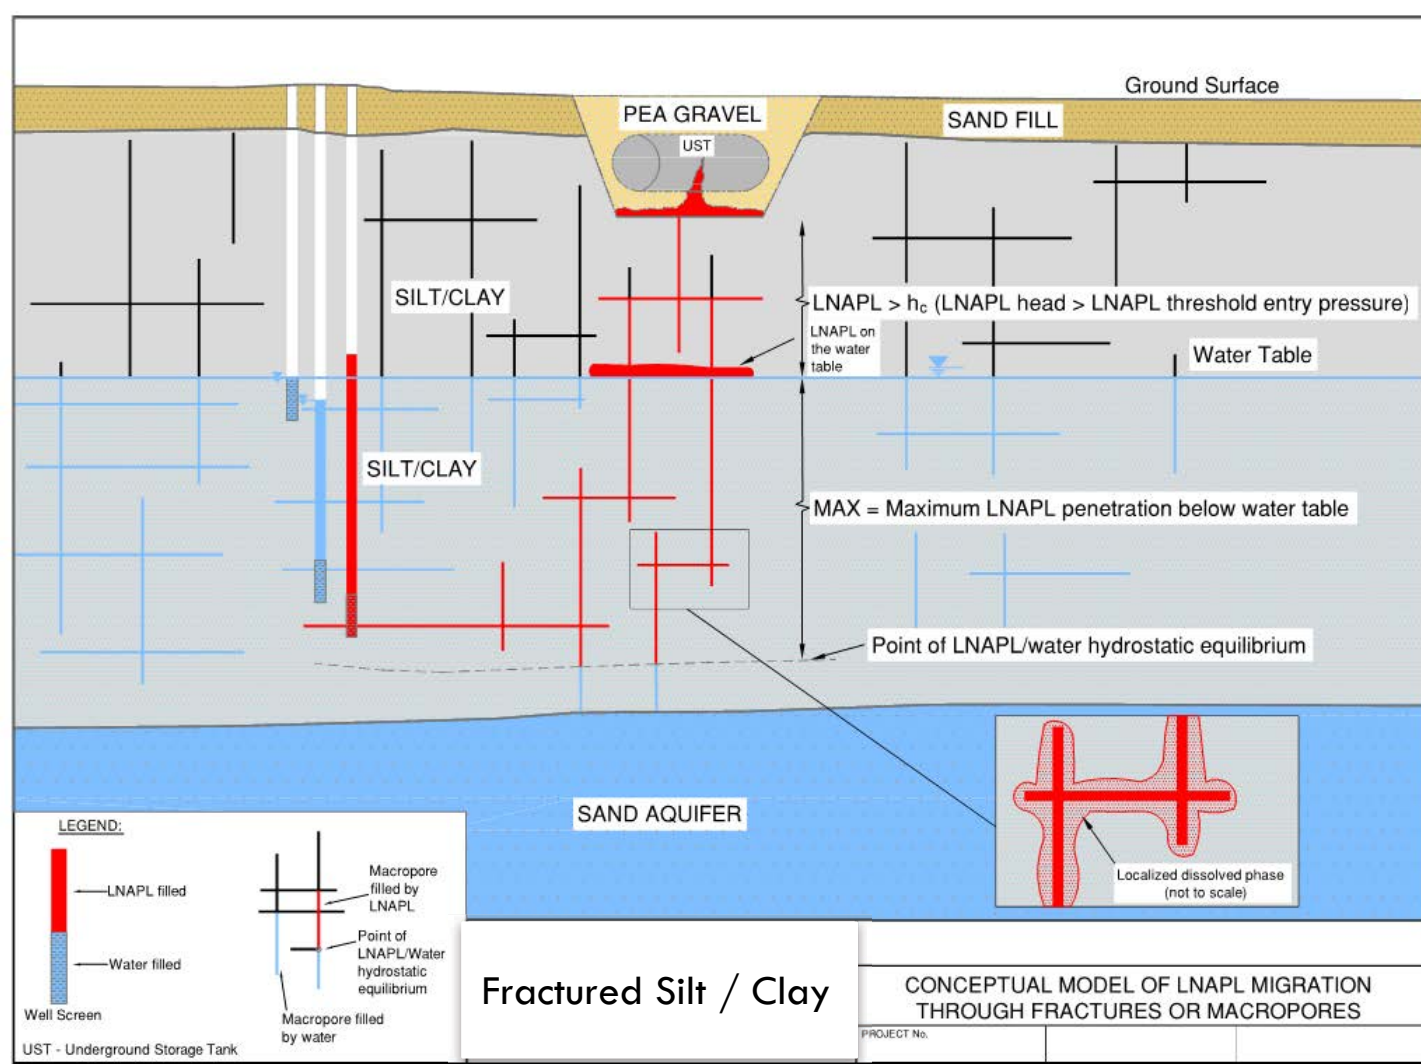 Ground Surface
PEA GRAVEL
SAND FILL
UST
SILT/CLAY
LNAPL > hc (LNAPL head > LNAPL threshold entry pressure)
LNAPL on
the water
table
Water Table
SILT/CLAY
MAX = Maximum LNAPL penetration below water table
Point of LNAPL/water hydrostatic equilibrium
SAND AQUIFER
Localized dissolved phase
(not to scale)
LEGEND:
LNAPL filled
Water filled
Well Screen
Macropore
filled by
LNAPL
Point of
LNAPL/Water
hydrostatic
equilibrium
Macropore filled
by water
UST - Underground Storage Tank
Fractured Silt / Clay
CONCEPTUAL MODEL OF LNAPL MIGRATION
THROUGH FRACTURES OR MACROPORES
PROJECT No.